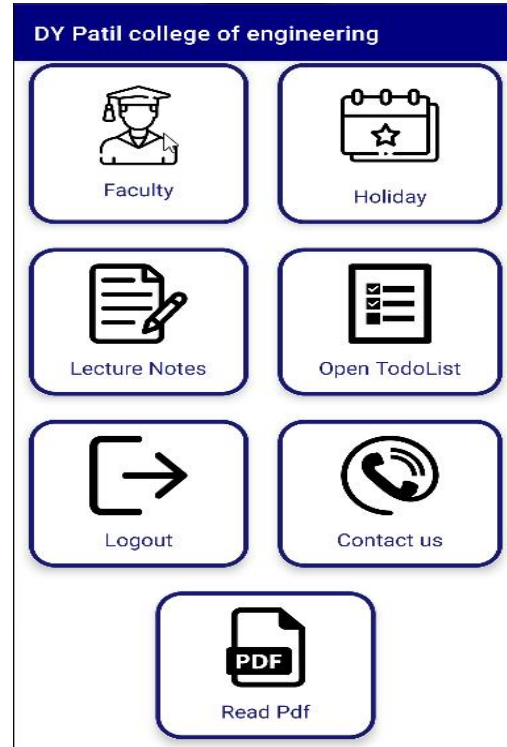 DY Patil college of engineering
Faculty
Holiday
Lecture Notes
Open TodoList
Logout
Contact us
PDF
Read Pdf